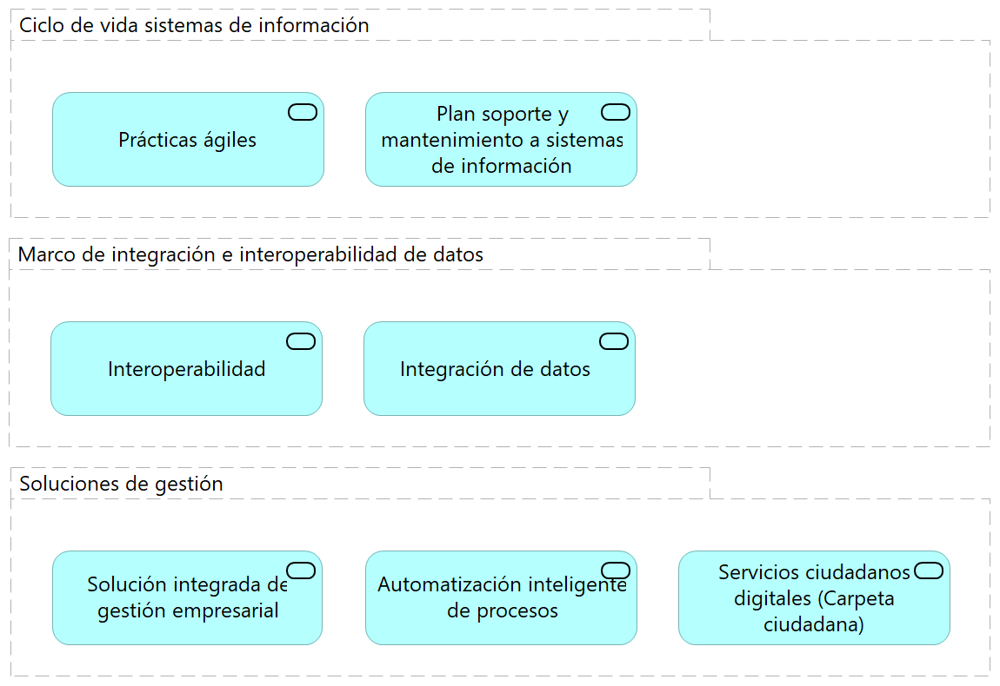 Ciclo de vida sistemas de información
Prácticas ágiles
Plan soporte y
mantenimiento a sistemas
de información
Marco de integración e interoperabilidad de datos
Interoperabilidad
Integración de datos
Soluciones de gestión
Solución integrada de
gestión empresarial
Automatización inteligente
de procesos
Servicios ciudadanos
digitales (Carpeta
ciudadana)